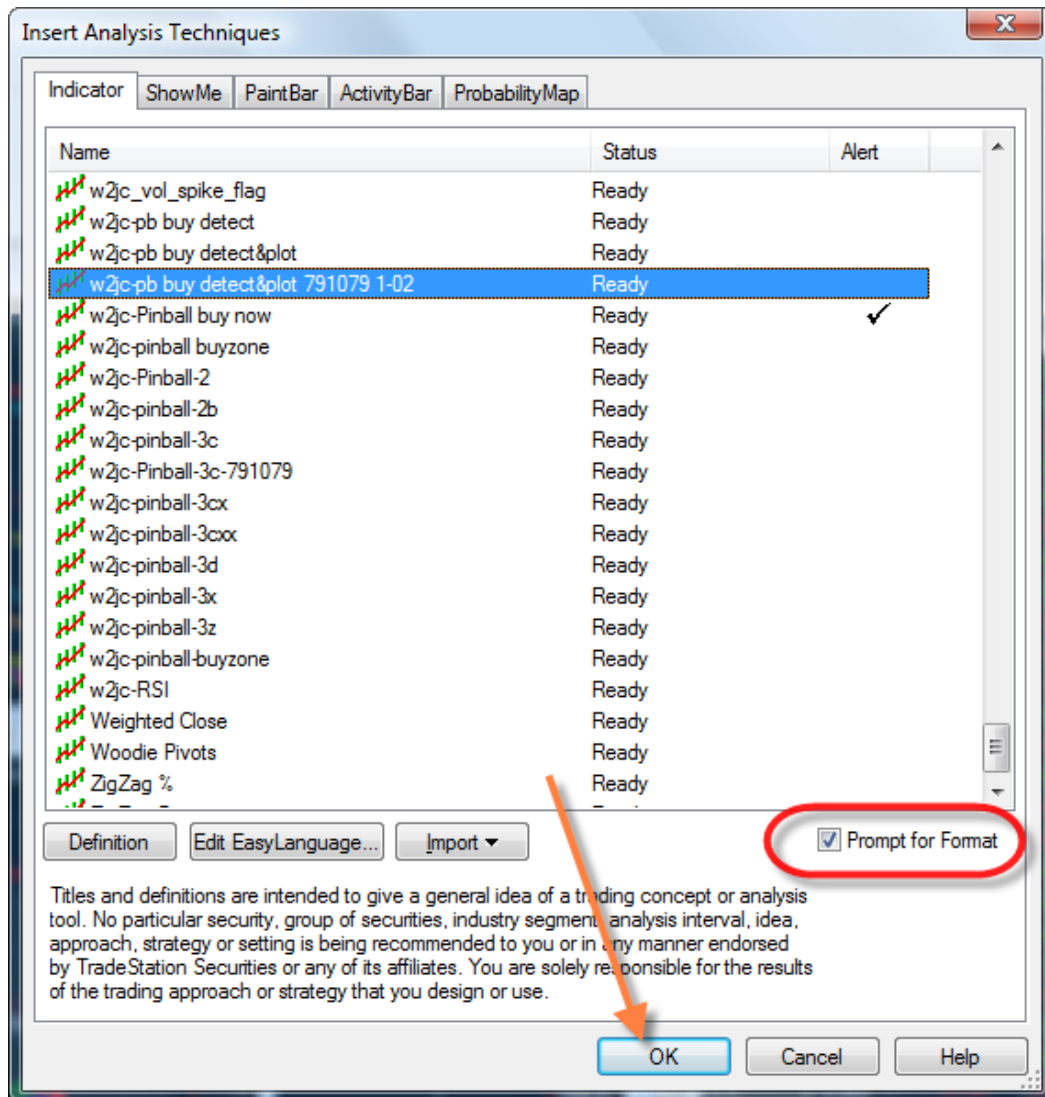 Insert Analysis Techniques
X
Indicator ShowMe PaintBar ActivityBar ProbabilityMap
Name Status Alert
w2jc_vol_spike_flag Ready
w2jc-pb buy detect Ready
w2jc-pb buy detect&plot Ready
w2jc-pb buy detect&plot 791079 1-02 Ready
w2jc-Pinball buy now Ready
w2jc-pinball buyzone Ready
w2jc-Pinball-2 Ready
w2jc-pinball-2b Ready
w2jc-pinball-3c Ready
w2jc-Pinball-3c-791079 Ready
w2jc-pinball-3cx Ready
w2jc-pinball-3cxx Ready
w2jc-pinball-3d Ready
w2jc-pinball-3x Ready
w2jc-pinball-3z Ready
w2jc-pinball-buyzone Ready
w2jc-RSI Ready
Weighted Close Ready
Woodie Pivots Ready
ZigZag % Ready
Definition Edit EasyLanguage... Import Prompt for Format
Titles and definitions are intended to give a general idea of a trading concept or analysis
tool. No particular security, group of securities, industry segment, analysis interval, idea,
approach, strategy or setting is being recommended to you or in any manner endorsed
by TradeStation Securities or any of its affiliates. You are solely responsible for the results
of the trading approach or strategy that you design or use.
OK Cancel Help